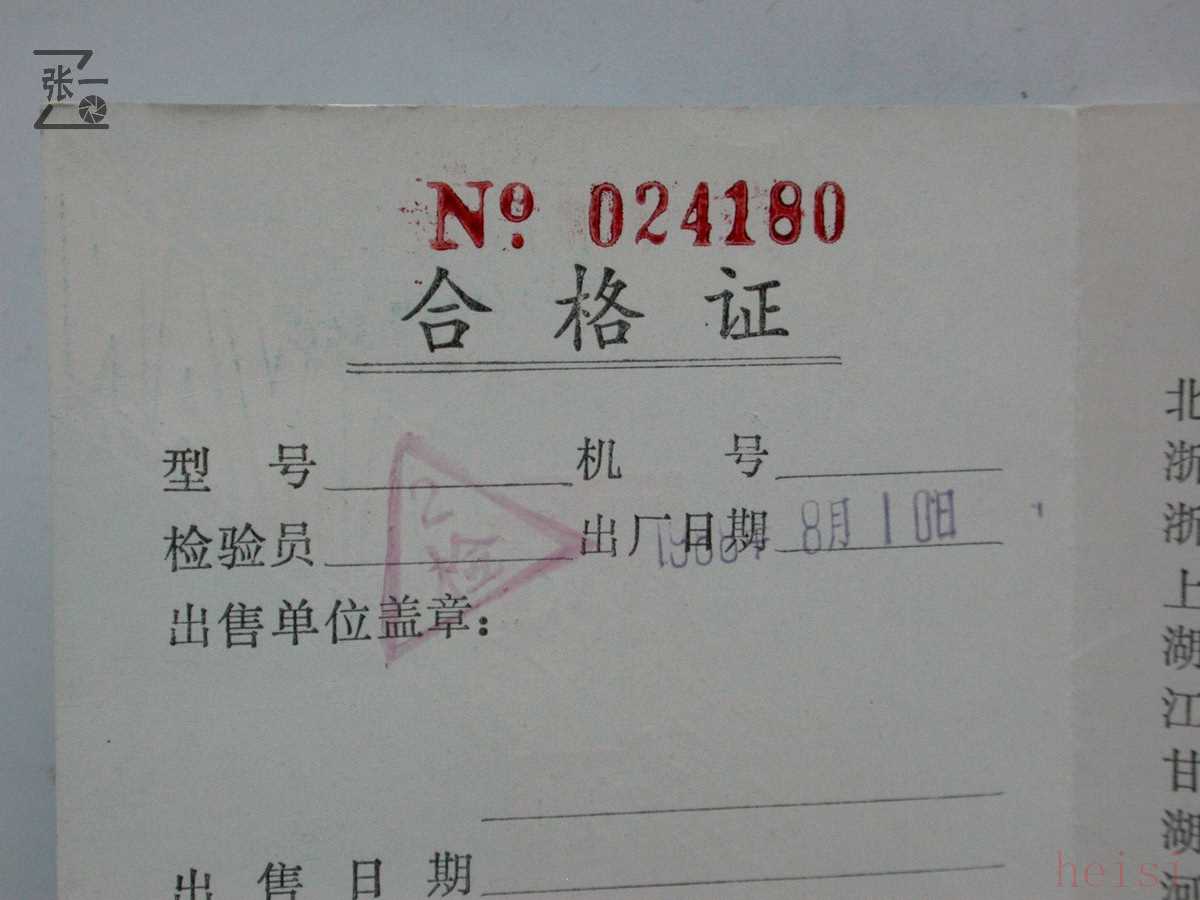 张一
№ 024180
合格证
型号 机号
检验员 出厂日期 8月10日
出售单位盖章：
出售日期
北
浙
浙
上
湖
江
甘
湖
河
heisj